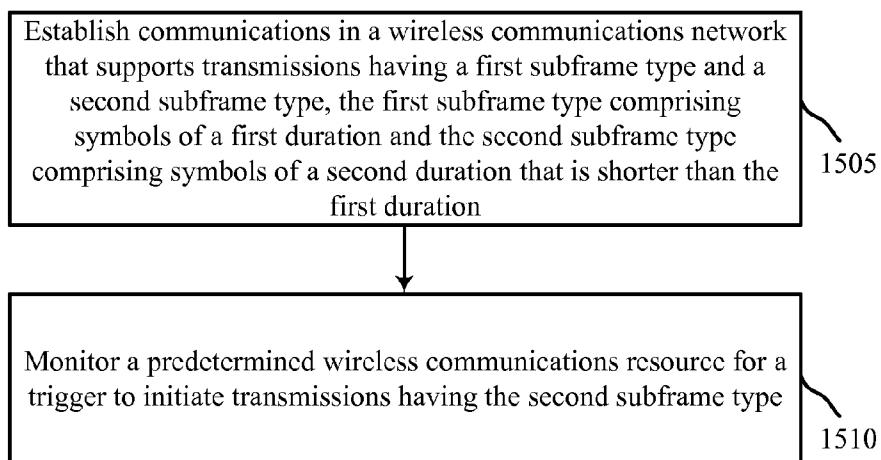 Establish communications in a wireless communications network
that supports transmissions having a first subframe type and a
second subframe type, the first subframe type comprising
symbols of a first duration and the second subframe type
comprising symbols of a second duration that is shorter than the
first duration
1505
Monitor a predetermined wireless communications resource for a
trigger to initiate transmissions having the second subframe type
1510